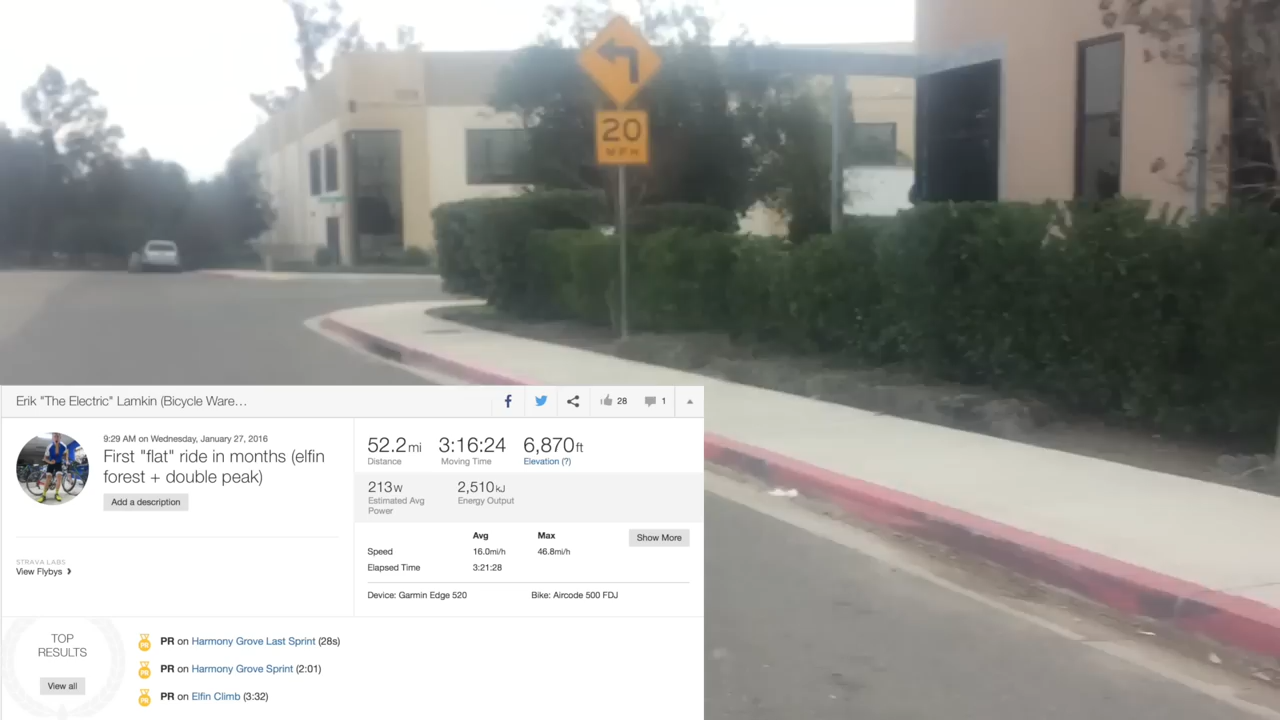 20
MPH
Erik "The Electric" Lamkin (Bicycle Ware…
28
1
9:29 AM on Wednesday, January 27, 2016
First "flat" ride in months (elfin
forest + double peak)
Add a description
STRAVA LABS
View Flybys
52.2mi
3:16:24
6,870ft
Distance
Moving Time
Elevation (?)
213W
2,510kJ
Estimated Avg
Power
Energy Output
Avg
Max
Show More
Speed
16.0mi/h
46.8mi/h
Elapsed Time
3:21:28
Device: Garmin Edge 520
Bike: Aircode 500 FDJ
TOP
RESULTS
View all
PR on Harmony Grove Last Sprint (28s)
PR on Harmony Grove Sprint (2:01)
PR on Elfin Climb (3:32)
PR
PR
PR